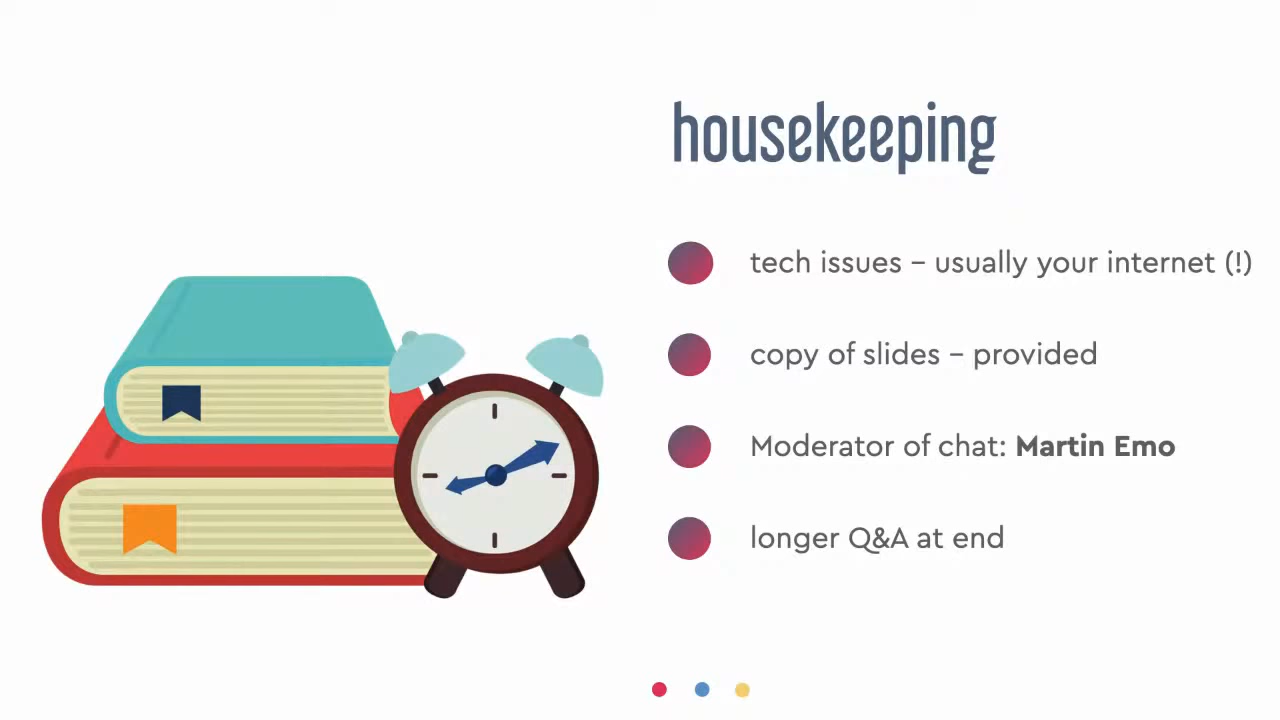 housekeeping
tech issues – usually your internet (!)
copy of slides – provided
Moderator of chat: Martin Emo
longer Q&A at end